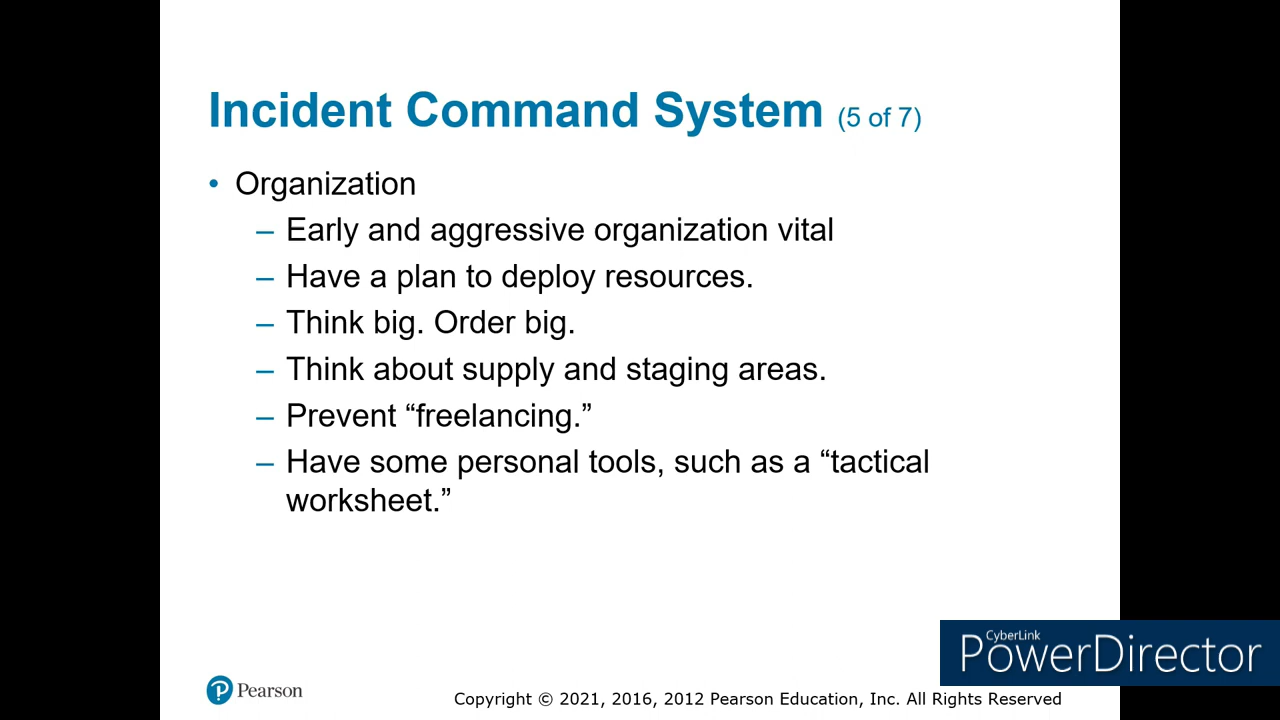 Incident Command System (5 of 7)
• Organization
– Early and aggressive organization vital
– Have a plan to deploy resources.
– Think big. Order big.
– Think about supply and staging areas.
– Prevent “freelancing.”
– Have some personal tools, such as a “tactical
worksheet.”
CyberLink
PowerDirector
Pearson
Copyright © 2021, 2016, 2012 Pearson Education, Inc. All Rights Reserved